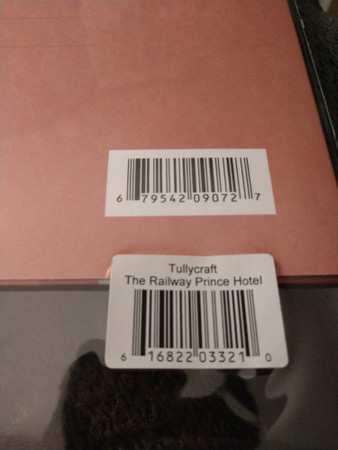 6 79542 09072 7
Tullycraft
The Railway Prince Hotel
6 16822 03321 0